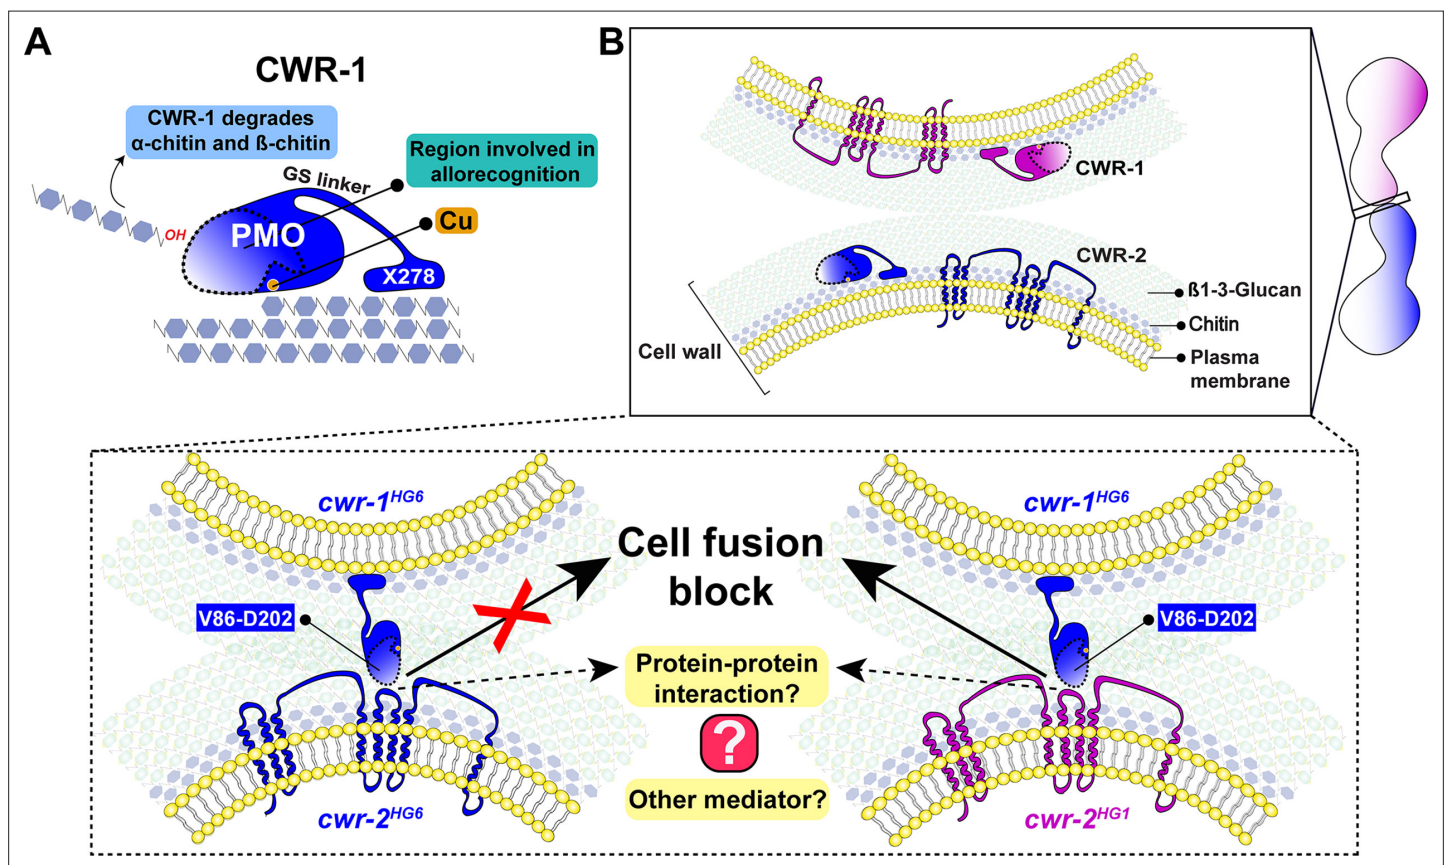 A
CWR-1
CWR-1 degrades
α-chitin and ß-chitin
GS linker
Region involved in
allorecognition
OH
PMO
Cu
X278
B
CWR-1
CWR-2
ß1-3-Glucan
Chitin
Plasma
membrane
Cell wall
cwr-1HG6
V86-D202
cwr-2HG6
Cell fusion
block
Protein-protein
interaction?
?
Other mediator?
cwr-1HG6
V86-D202
cwr-2HG1